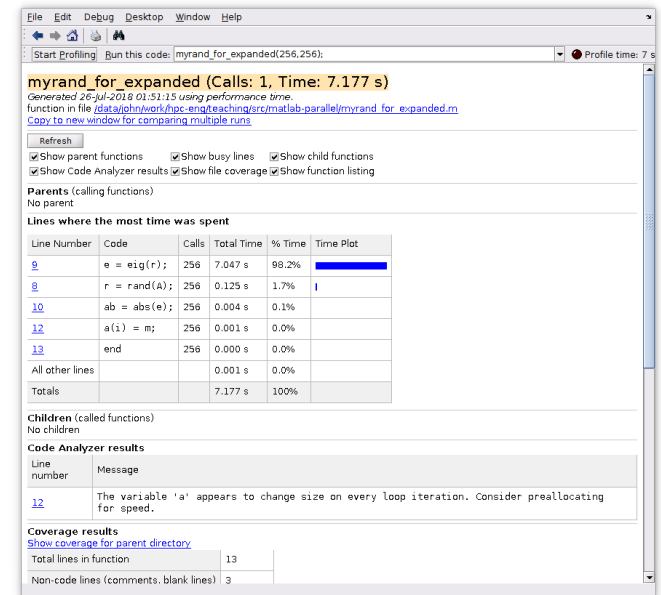 File Edit Debug Desktop Window Help
Start Profiling Run this code: myrand_for_expanded(256,256); Profile time: 7 s
myrand_for_expanded (Calls: 1, Time: 7.177 s)
Generated 26-Jul-2018 01:51:15 using performance time.
function in file /data/john/work/hpc-eng/teaching/src/matlab-parallel/myrand_for_expanded.m
Copy to new window for comparing multiple runs
Refresh
Show parent functions Show busy lines Show child functions
Show Code Analyzer results Show file coverage Show function listing
Parents (calling functions)
No parent
Lines where the most time was spent
Line Number Code Calls Total Time % Time Time Plot
9 e = eig(r); 256 7.047 s 98.2%
8 r = rand(A); 256 0.125 s 1.7%
10 ab = abs(e); 256 0.004 s 0.1%
12 a(i) = m; 256 0.001 s 0.0%
13 end 256 0.000 s 0.0%
All other lines 0.001 s 0.0%
Totals 7.177 s 100%
Children (called functions)
No children
Code Analyzer results
Line number Message
12 The variable 'a' appears to change size on every loop iteration. Consider preallocating
for speed.
Coverage results
Show coverage for parent directory
Total lines in function 13
Non-code lines (comments, blank lines) 3